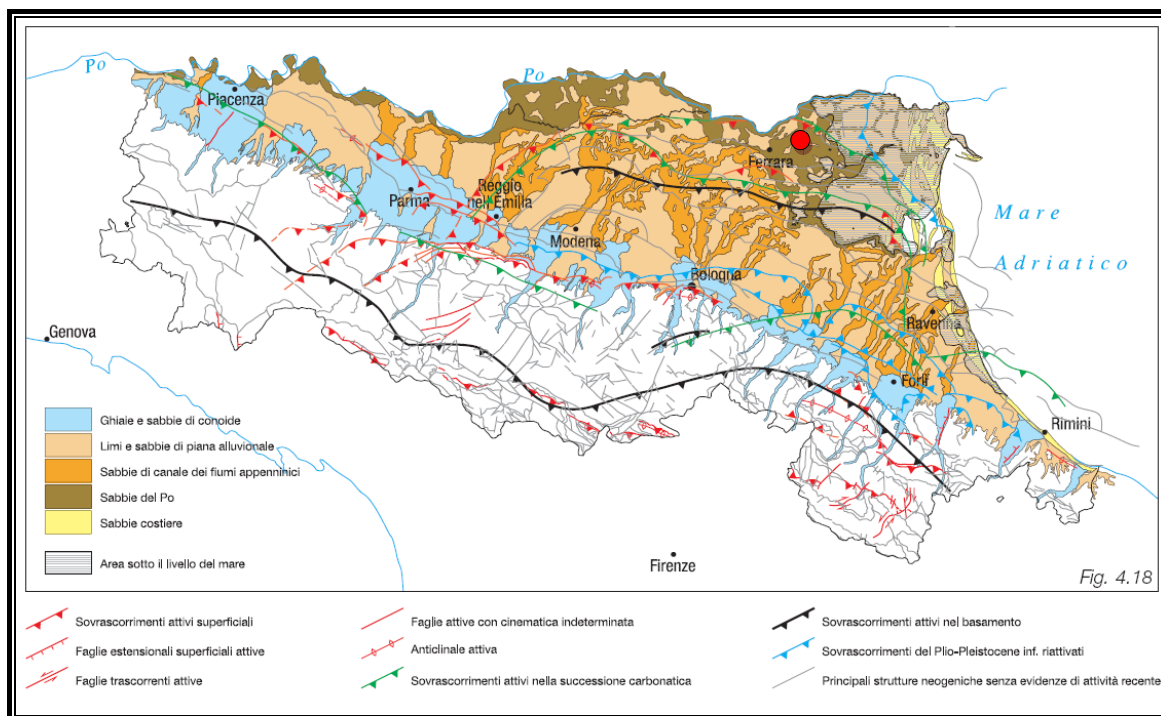 Po
Po
Piacenza
Ferrara
Parma
Reggio
nell'Emilia
Modena
Mare
Adriatico
Bologna
Genova
Ravenna
Forlì
Rimini
Firenze
Ghiaie e sabbie di conoide
Limi e sabbie di piana alluvionale
Sabbie di canale dei fiumi appenninici
Sabbie del Po
Sabbie costiere
Area sotto il livello del mare
Fig. 4.18
Sovrascorrimenti attivi superficiali
Faglie estensionali superficiali attive
Faglie trascorrenti attive
Faglie attive con cinematica indeterminata
Anticlinale attiva
Sovrascorrimenti attivi nella successione carbonatica
Sovrascorrimenti attivi nel basamento
Sovrascorrimenti del Plio-Pleistocene inf. riattivati
Principali strutture neogeniche senza evidenze di attività recente